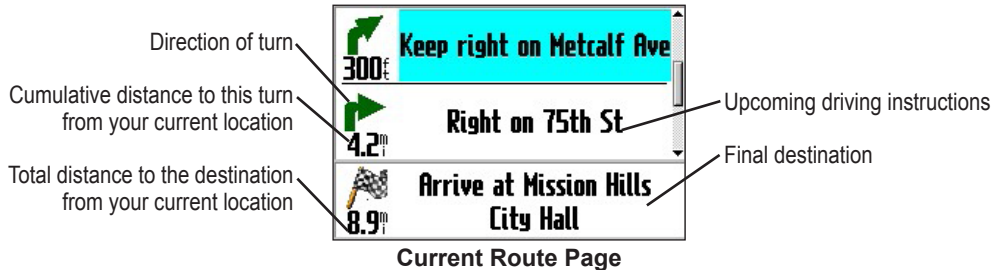 Direction of turn
Cumulative distance to this turn
from your current location
Total distance to the destination
from your current location
Keep right on Metcalf Ave
300ft
Right on 75th St
4.2mi
Arrive at Mission Hills
City Hall
8.9mi
Upcoming driving instructions
Final destination
Current Route Page